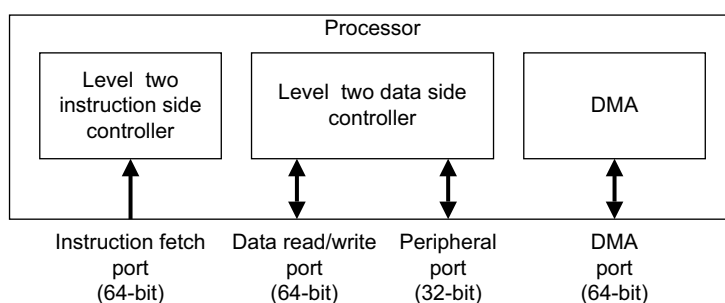 Processor
Level two
instruction side
controller
Level two data side
controller
DMA
Instruction fetch
port
(64-bit)
Data read/write
port
(64-bit)
Peripheral
port
(32-bit)
DMA
port
(64-bit)